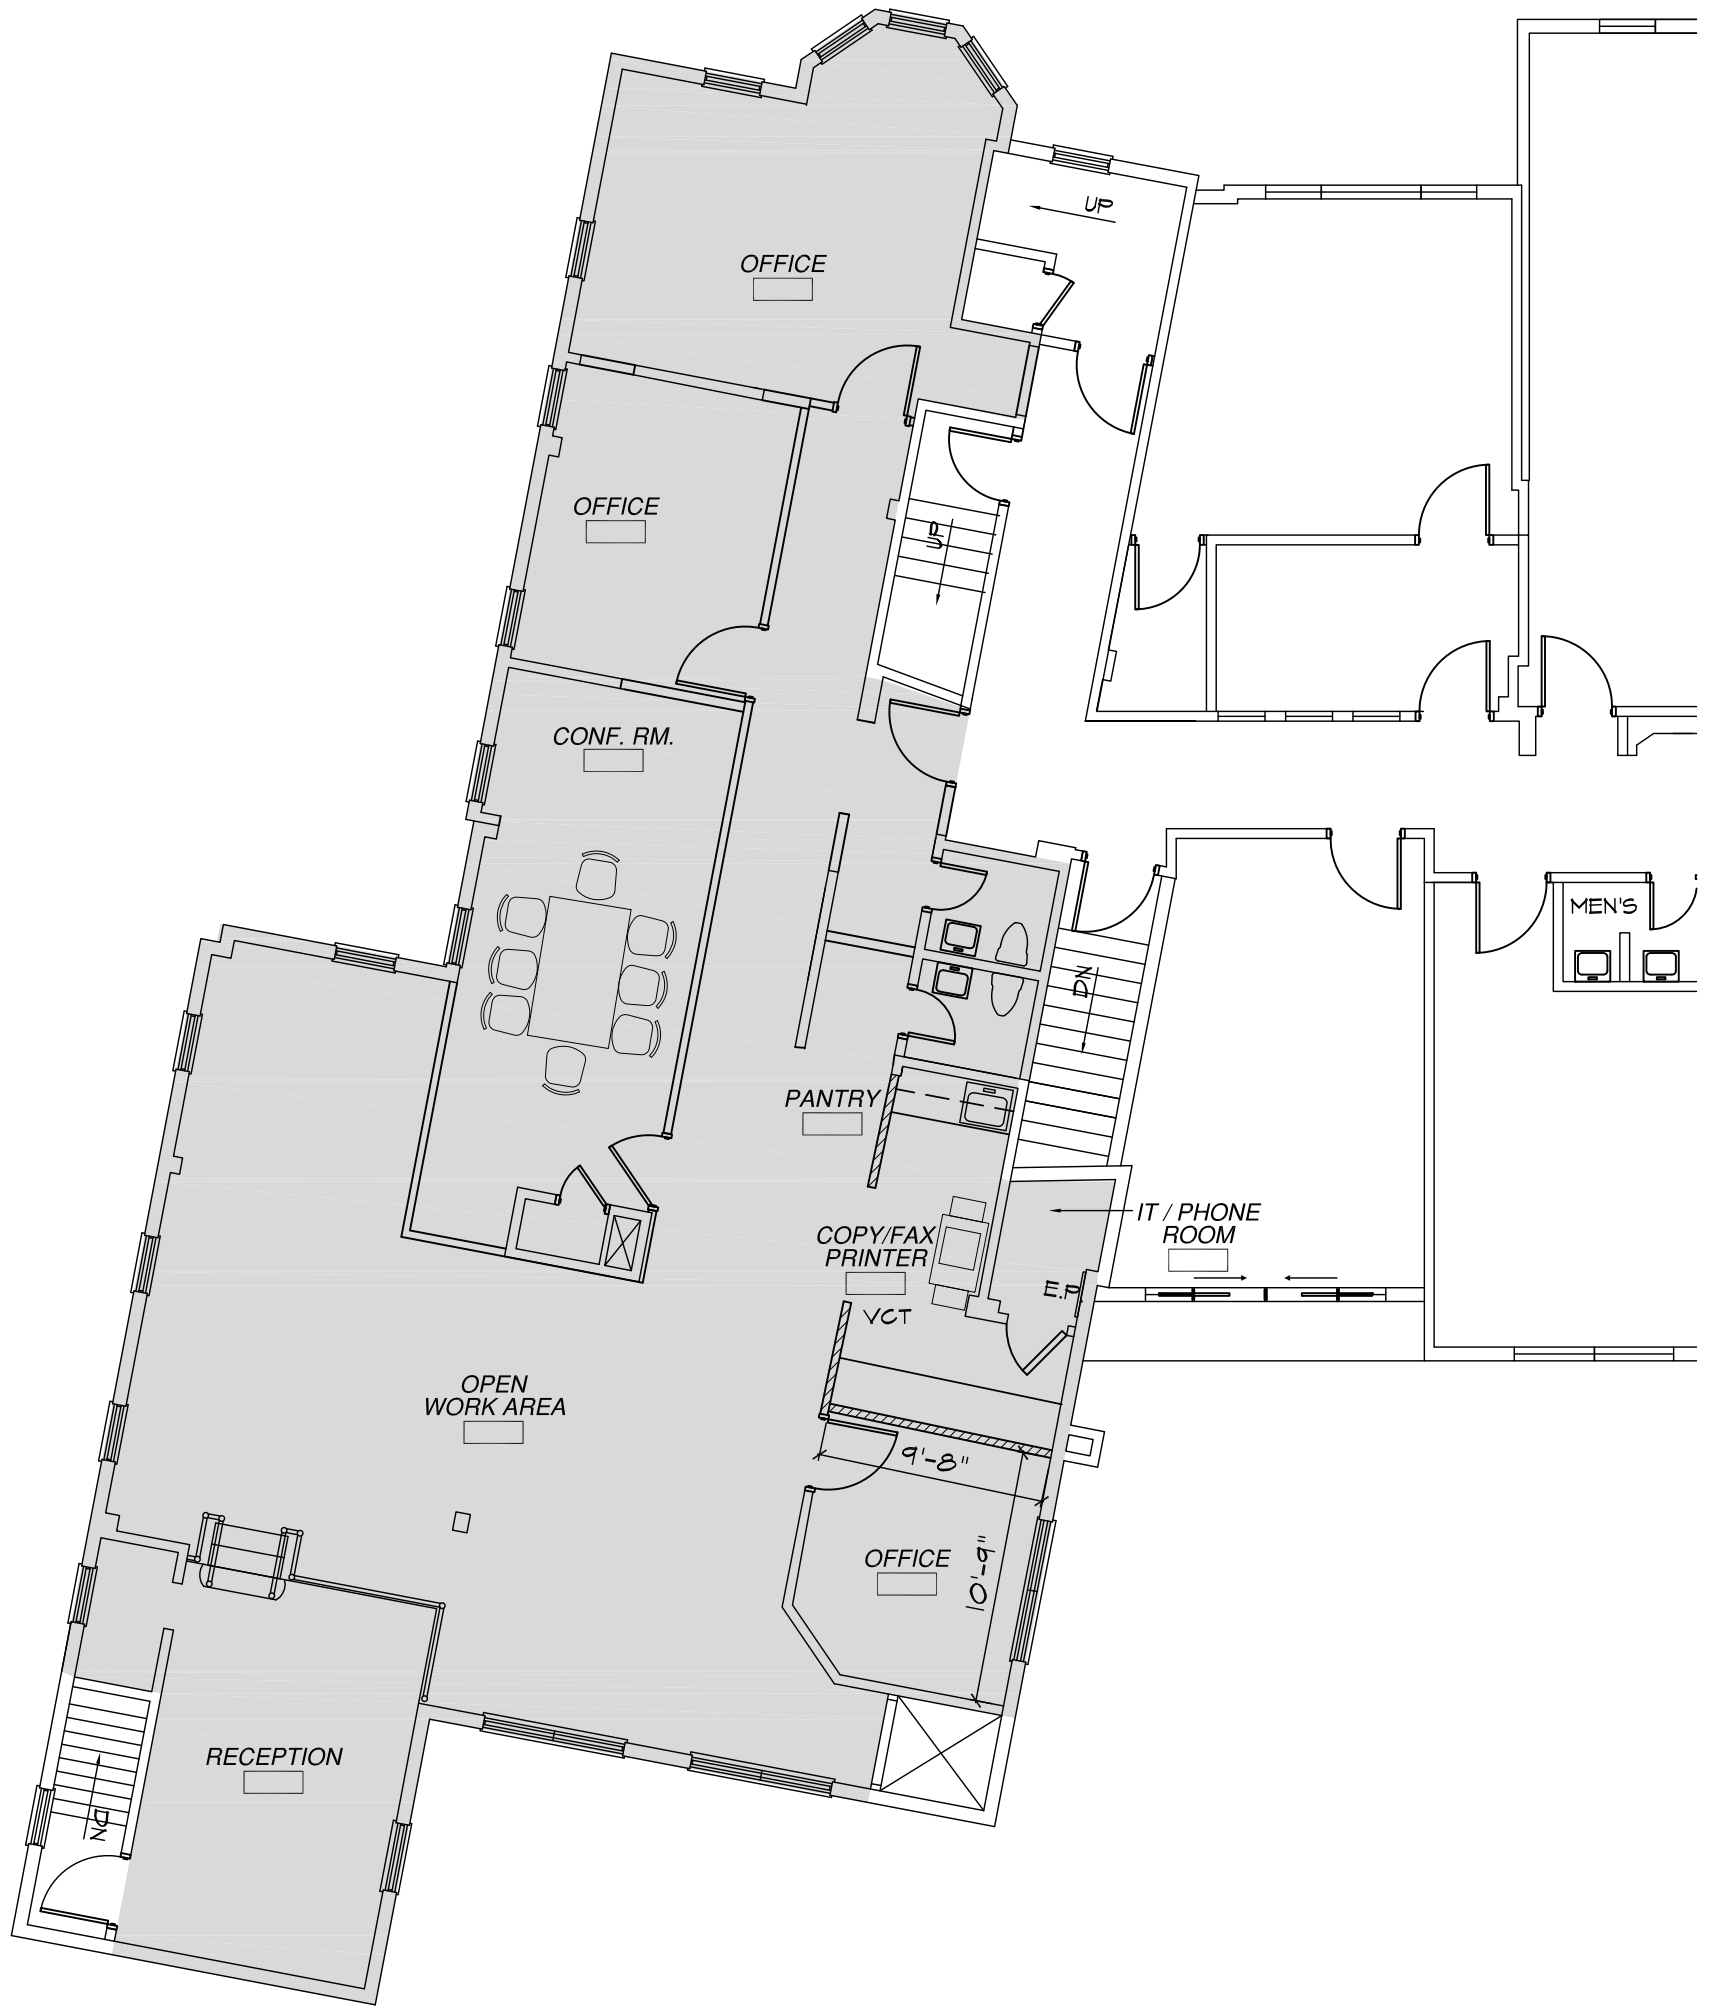 UP
OFFICE
OFFICE
UP
CONF. RM.
MEN'S
DN
PANTRY
IT / PHONE
ROOM
COPY/FAX
PRINTER
E.P.
VCT
OPEN
WORK AREA
9'-8"
OFFICE
10'-9"
RECEPTION
DN